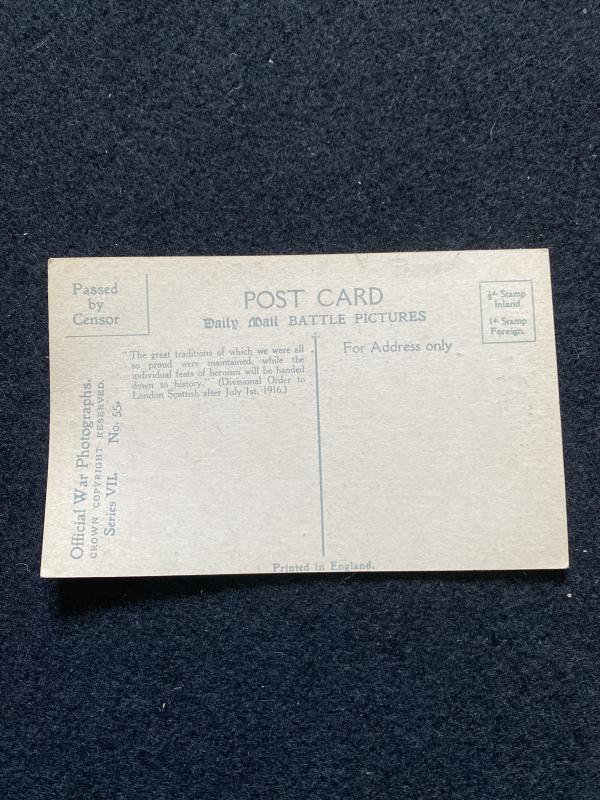 Passed
by
Censor
POST CARD
Daily Mail BATTLE PICTURES
½d. Stamp
Inland.
1d. Stamp
Foreign.
"The great traditions of which we were all
so proud were maintained, while the
individual feats of heroism will be handed
down to history." (Divisional Order to
London Scottish after July 1st, 1916.)
For Address only
Official War Photographs.
CROWN COPYRIGHT RESERVED.
Series VII. No. 55.
Printed in England.